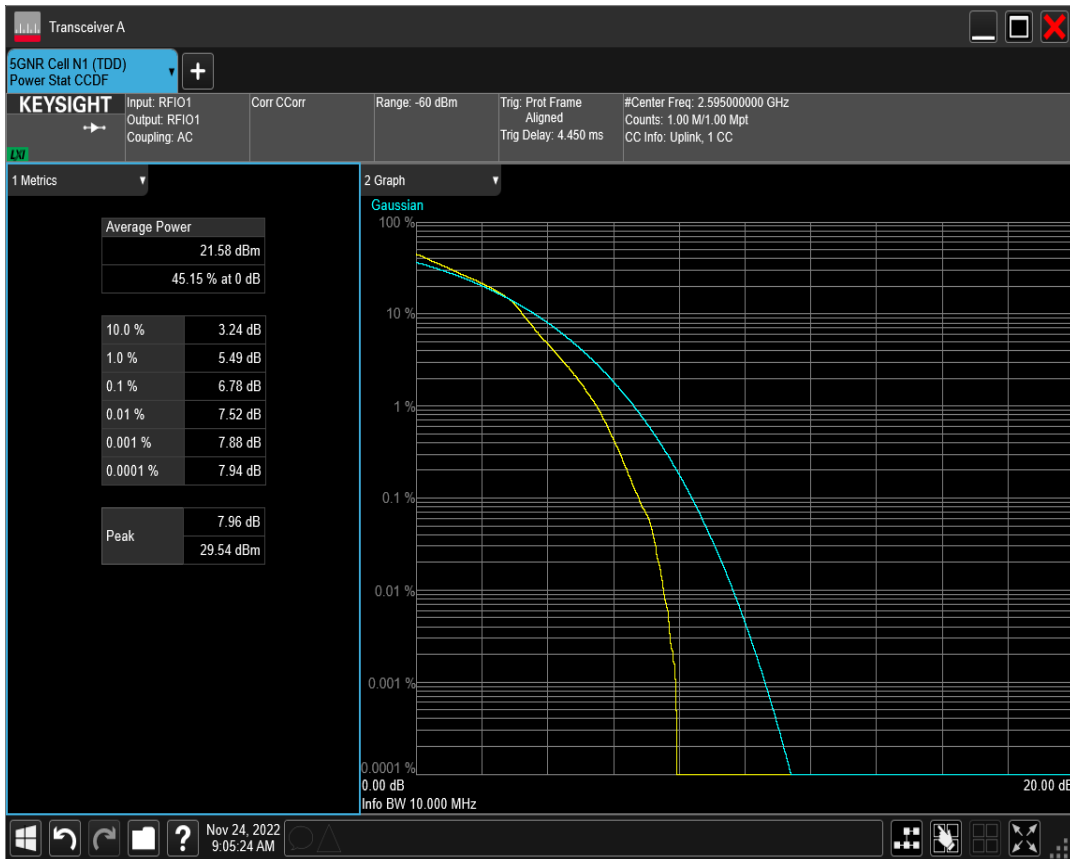 Transceiver A
5GNR Cell N1 (TDD)
Power Stat CCDF
+
KEYSIGHT
LXI
Input: RFIO1
Output: RFIO1
Coupling: AC
Corr CCorr
Range: -60 dBm
Trig: Prot Frame
Aligned
Trig Delay: 4.450 ms
#Center Freq: 2.595000000 GHz
Counts: 1.00 M/1.00 Mpt
CC Info: Uplink, 1 CC
1 Metrics
Average Power
21.58 dBm
45.15 % at 0 dB
10.0 % 3.24 dB
1.0 % 5.49 dB
0.1 % 6.78 dB
0.01 % 7.52 dB
0.001 % 7.88 dB
0.0001 % 7.94 dB
Peak
7.96 dB
29.54 dBm
2 Graph
Gaussian
100 %
10 %
1 %
0.1 %
0.01 %
0.001 %
0.0001 %
0.00 dB
20.00 dB
Info BW 10.000 MHz
?
Nov 24, 2022
9:05:24 AM